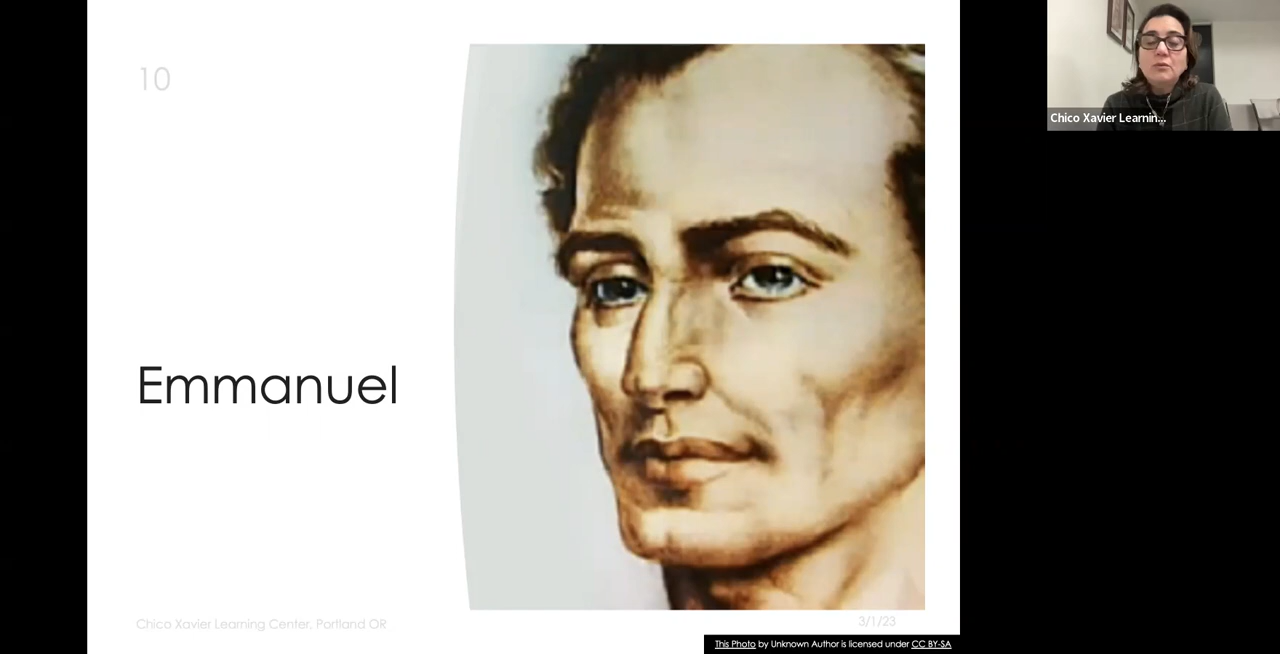 10
Chico Xavier Learnin...
Emmanuel
Chico Xavier Learning Center, Portland OR
3/1/23
This Photo by Unknown Author is licensed under CC BY-SA